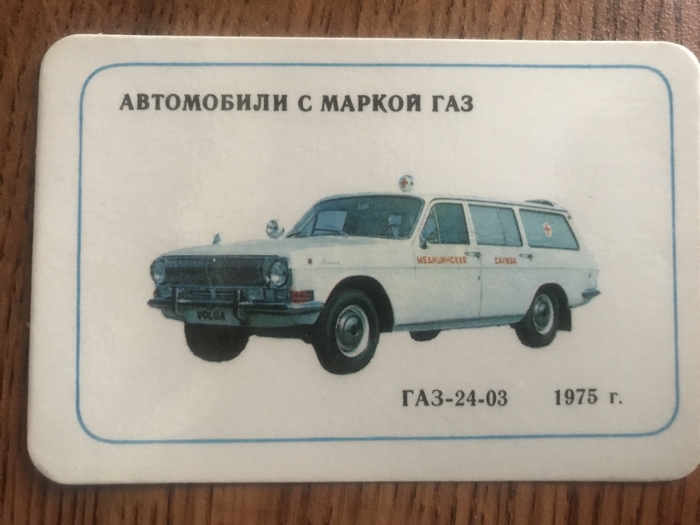 АВТОМОБИЛИ С МАРКОЙ ГАЗ
МЕДИЦИНСКАЯ СЛУЖБА
VOLGA
ГАЗ-24-03 1975 г.